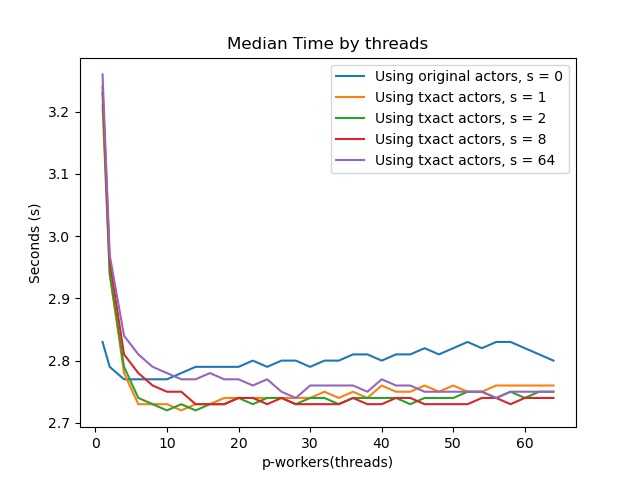 Median Time by threads
Using original actors, s = 0
Using txact actors, s = 1
Using txact actors, s = 2
Using txact actors, s = 8
Using txact actors, s = 64
Seconds (s)
3.2
3.1
3.0
2.9
2.8
2.7
0 10 20 30 40 50 60
p-workers(threads)